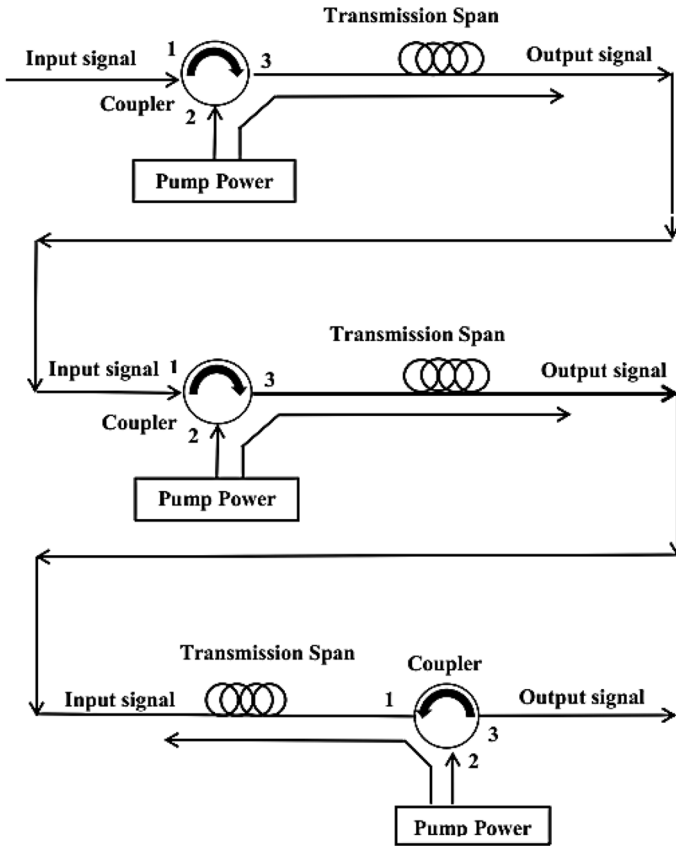 Transmission Span
Input signal
1
3
Output signal
Coupler
2
Pump Power
Transmission Span
Input signal
1
3
Output signal
Coupler
2
Pump Power
Transmission Span
Coupler
Input signal
1
Output signal
3
2
Pump Power